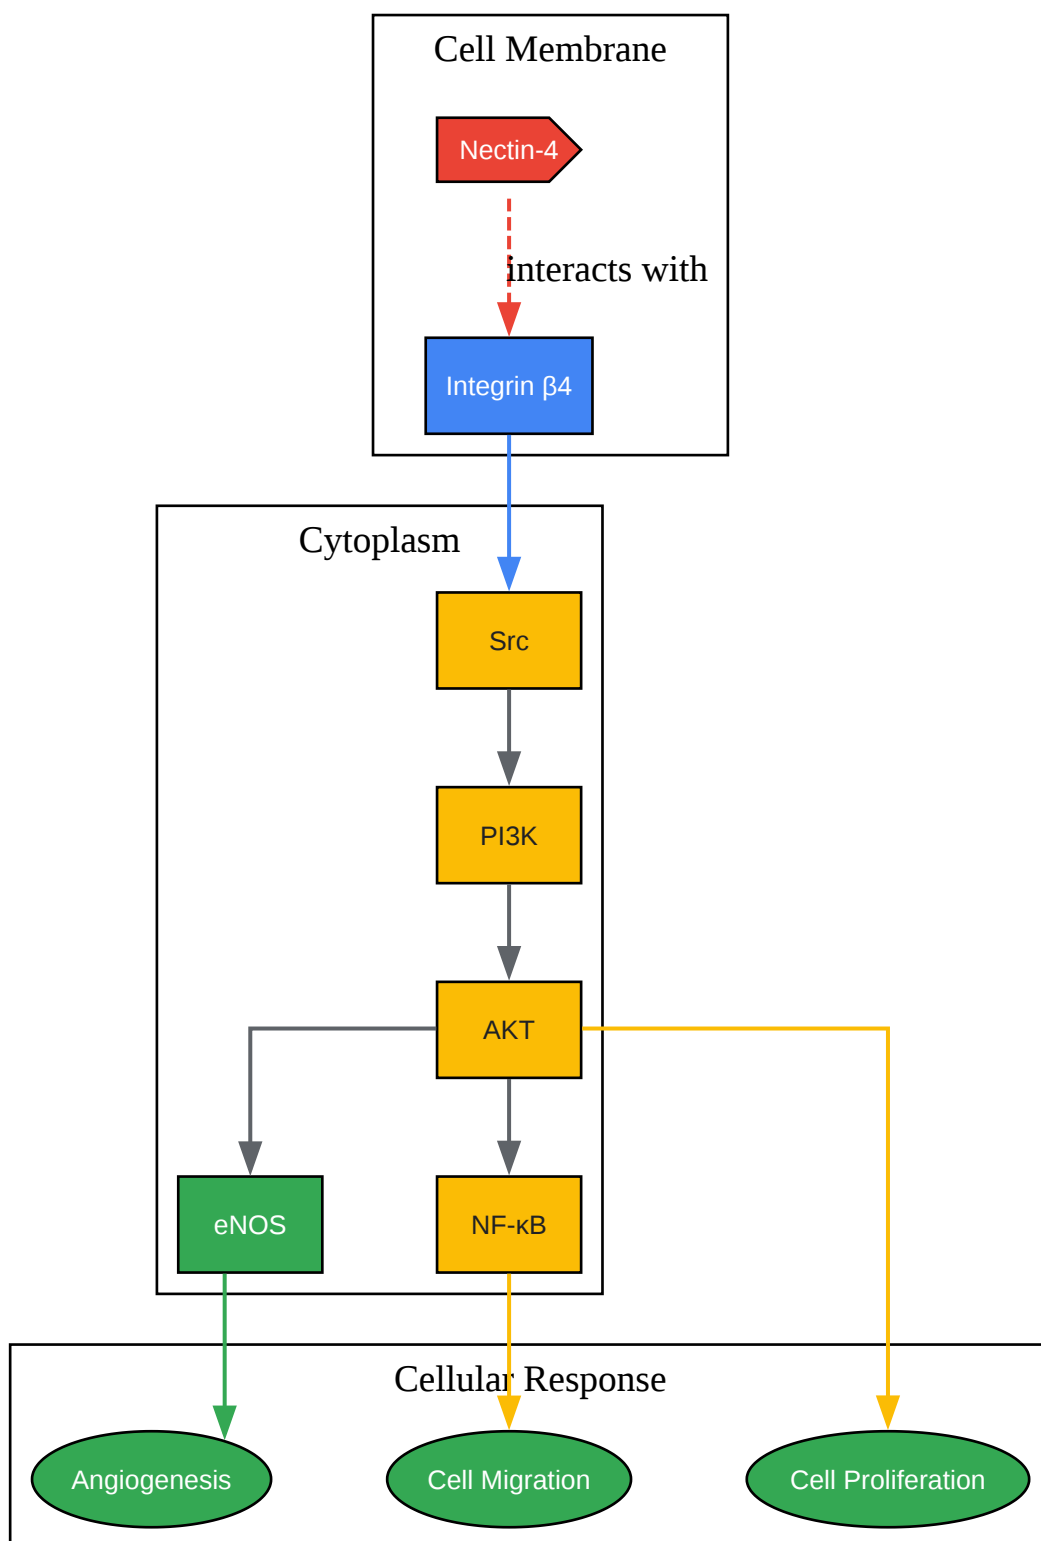 Cell Membrane
Nectin-4
interacts with
Integrin β4
Cytoplasm
Src
PI3K
AKT
eNOS
NF-κB
Cellular Response
Angiogenesis
Cell Migration
Cell Proliferation